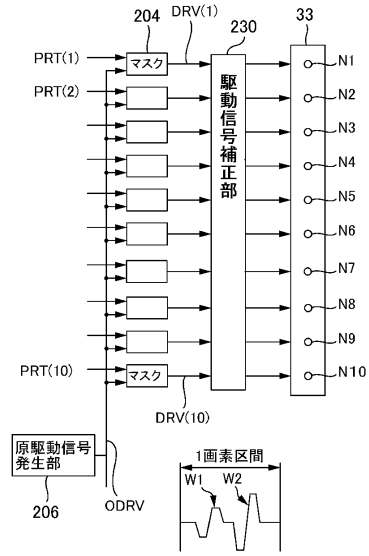 204
DRV(1)
230
33
PRT(1)
マスク
N1
PRT(2)
N2
駆動信号補正部
N3
N4
N5
N6
N7
N8
N9
PRT(10)
マスク
N10
DRV(10)
原駆動信号
発生部
206
ODRV
1画素区間
W1
W2